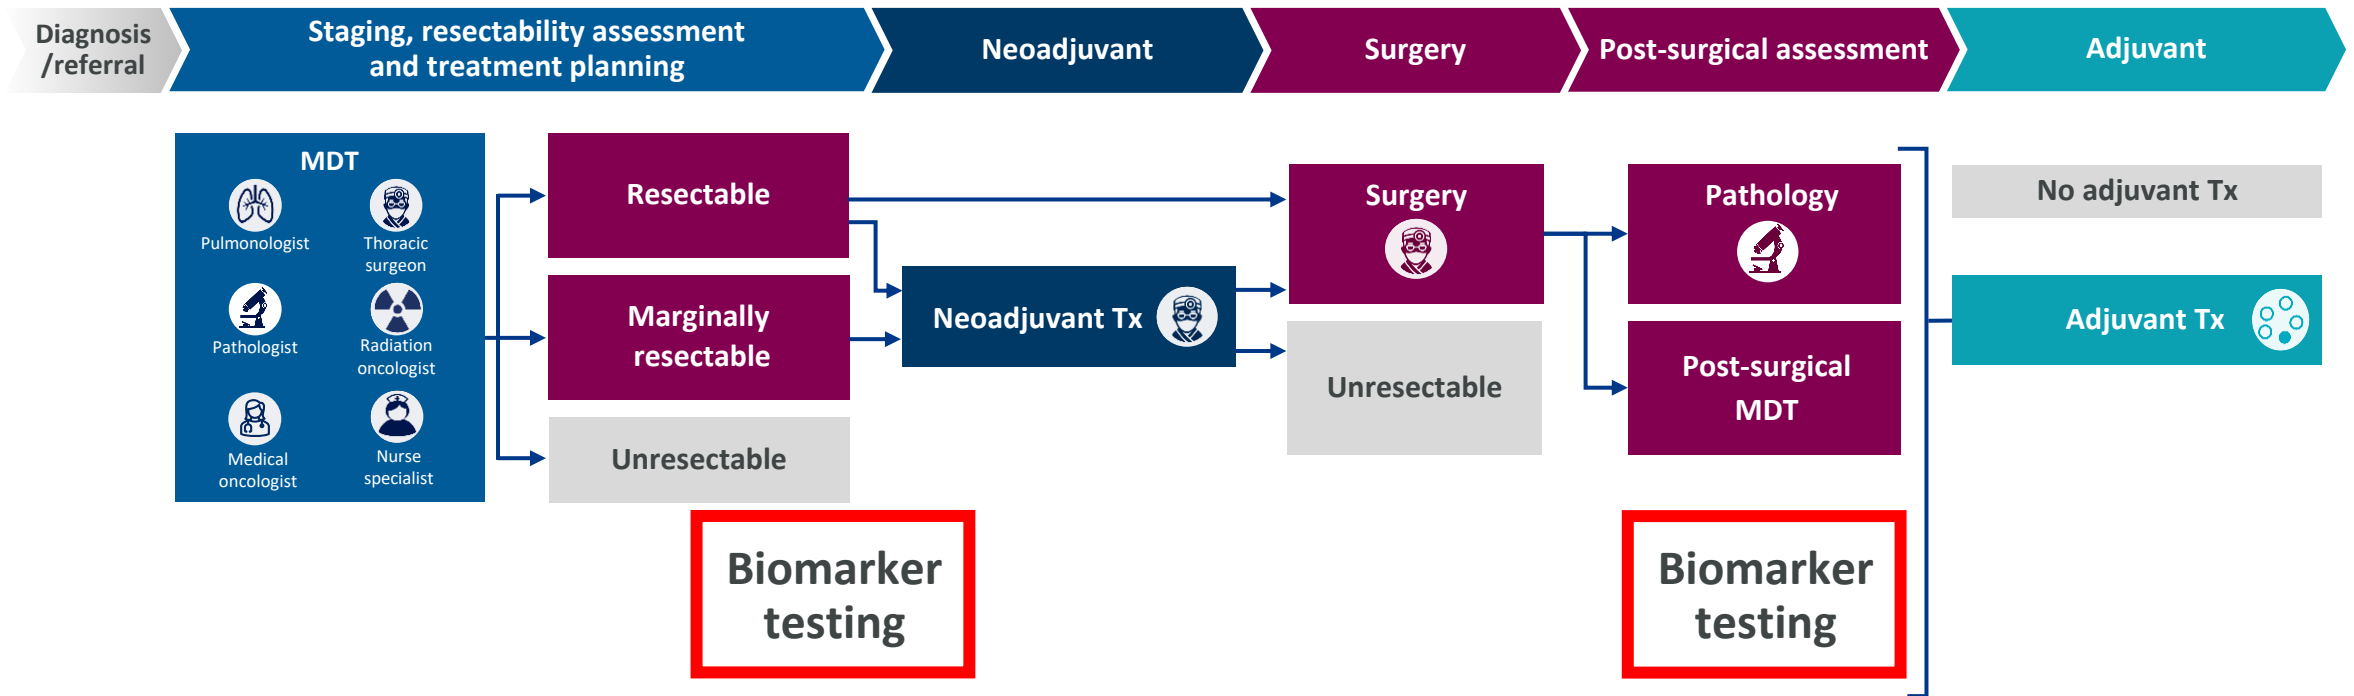 Diagnosis
/referral
Staging, resectability assessment
and treatment planning
Neoadjuvant
Surgery
Post-surgical assessment
Adjuvant
MDT
Pulmonologist
Thoracic
surgeon
Pathologist
Radiation
oncologist
Medical
oncologist
Nurse
specialist
Resectable
Marginally
resectable
Unresectable
Biomarker
testing
Neoadjuvant Tx
Surgery
Unresectable
Pathology
Post-surgical
MDT
Biomarker
testing
No adjuvant Tx
Adjuvant Tx